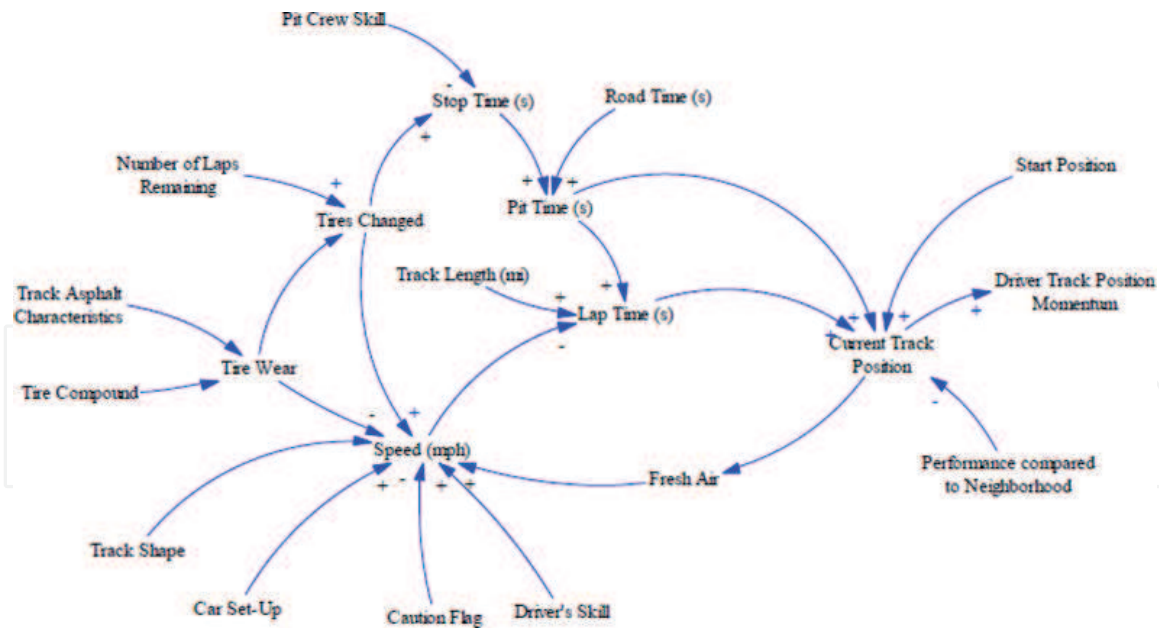 Pit Crew Skill
-
Stop Time (s)
Road Time (s)
+
Number of Laps
Remaining
+
Tires Changed
+ +
Pit Time (s)
Start Position
Track Length (mi)
+
+
Lap Time (s)
-
Driver Track Position
Momentum
+
+
+
+
Current Track
Position
-
Track Asphalt
Characteristics
Tire Wear
Tire Compound
-
+
Speed (mph)
+
-
+
+
Fresh Air
Performance compared
to Neighborhood
Track Shape
Car Set-Up
Caution Flag
Driver's Skill